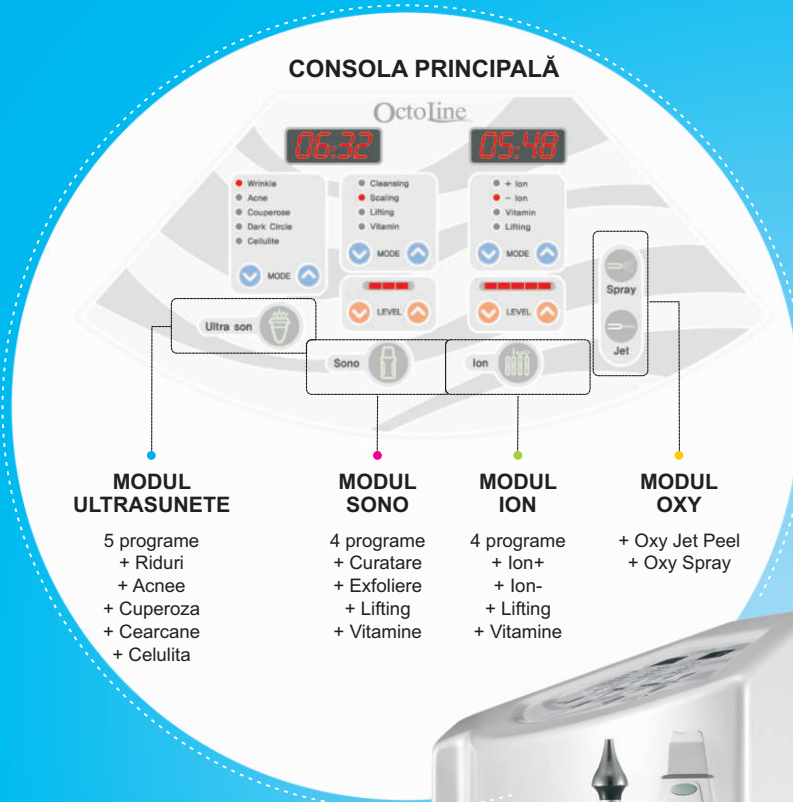 CONSOLA PRINCIPALĂ
OctoLine
06:32
05:48
Wrinkle
Acne
Couperose
Dark Circle
Cellulite
MODE
Cleansing
Scaling
Lifting
Vitamin
MODE
LEVEL
+ Ion
− Ion
Vitamin
Lifting
MODE
LEVEL
Spray
Jet
Ultra son
Sono
Ion
MODUL
ULTRASUNETE
5 programe
+ Riduri
+ Acnee
+ Cuperoza
+ Cearcane
+ Celulita
MODUL
SONO
4 programe
+ Curatare
+ Exfoliere
+ Lifting
+ Vitamine
MODUL
ION
4 programe
+ Ion+
+ Ion-
+ Lifting
+ Vitamine
MODUL
OXY
+ Oxy Jet Peel
+ Oxy Spray